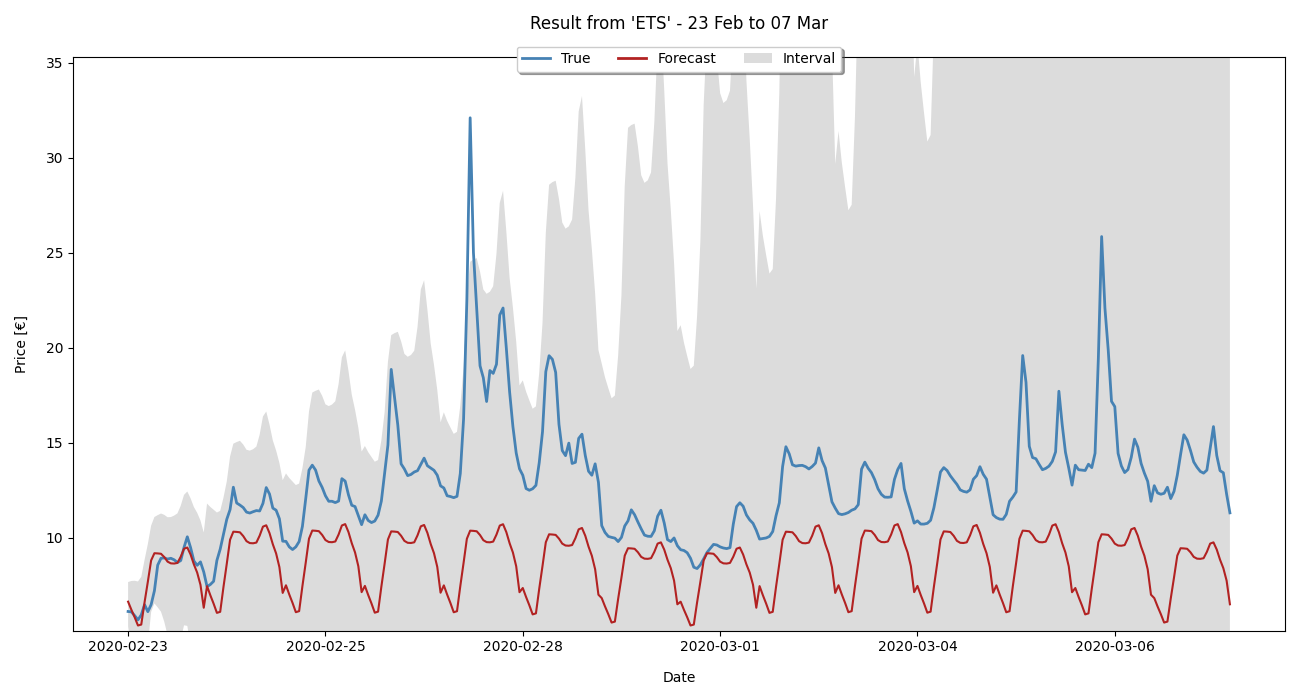 Result from 'ETS' - 23 Feb to 07 Mar
True Forecast Interval
35
30
25
20
15
10
Price [€]
2020-02-23 2020-02-25 2020-02-28 2020-03-01 2020-03-04 2020-03-06
Date